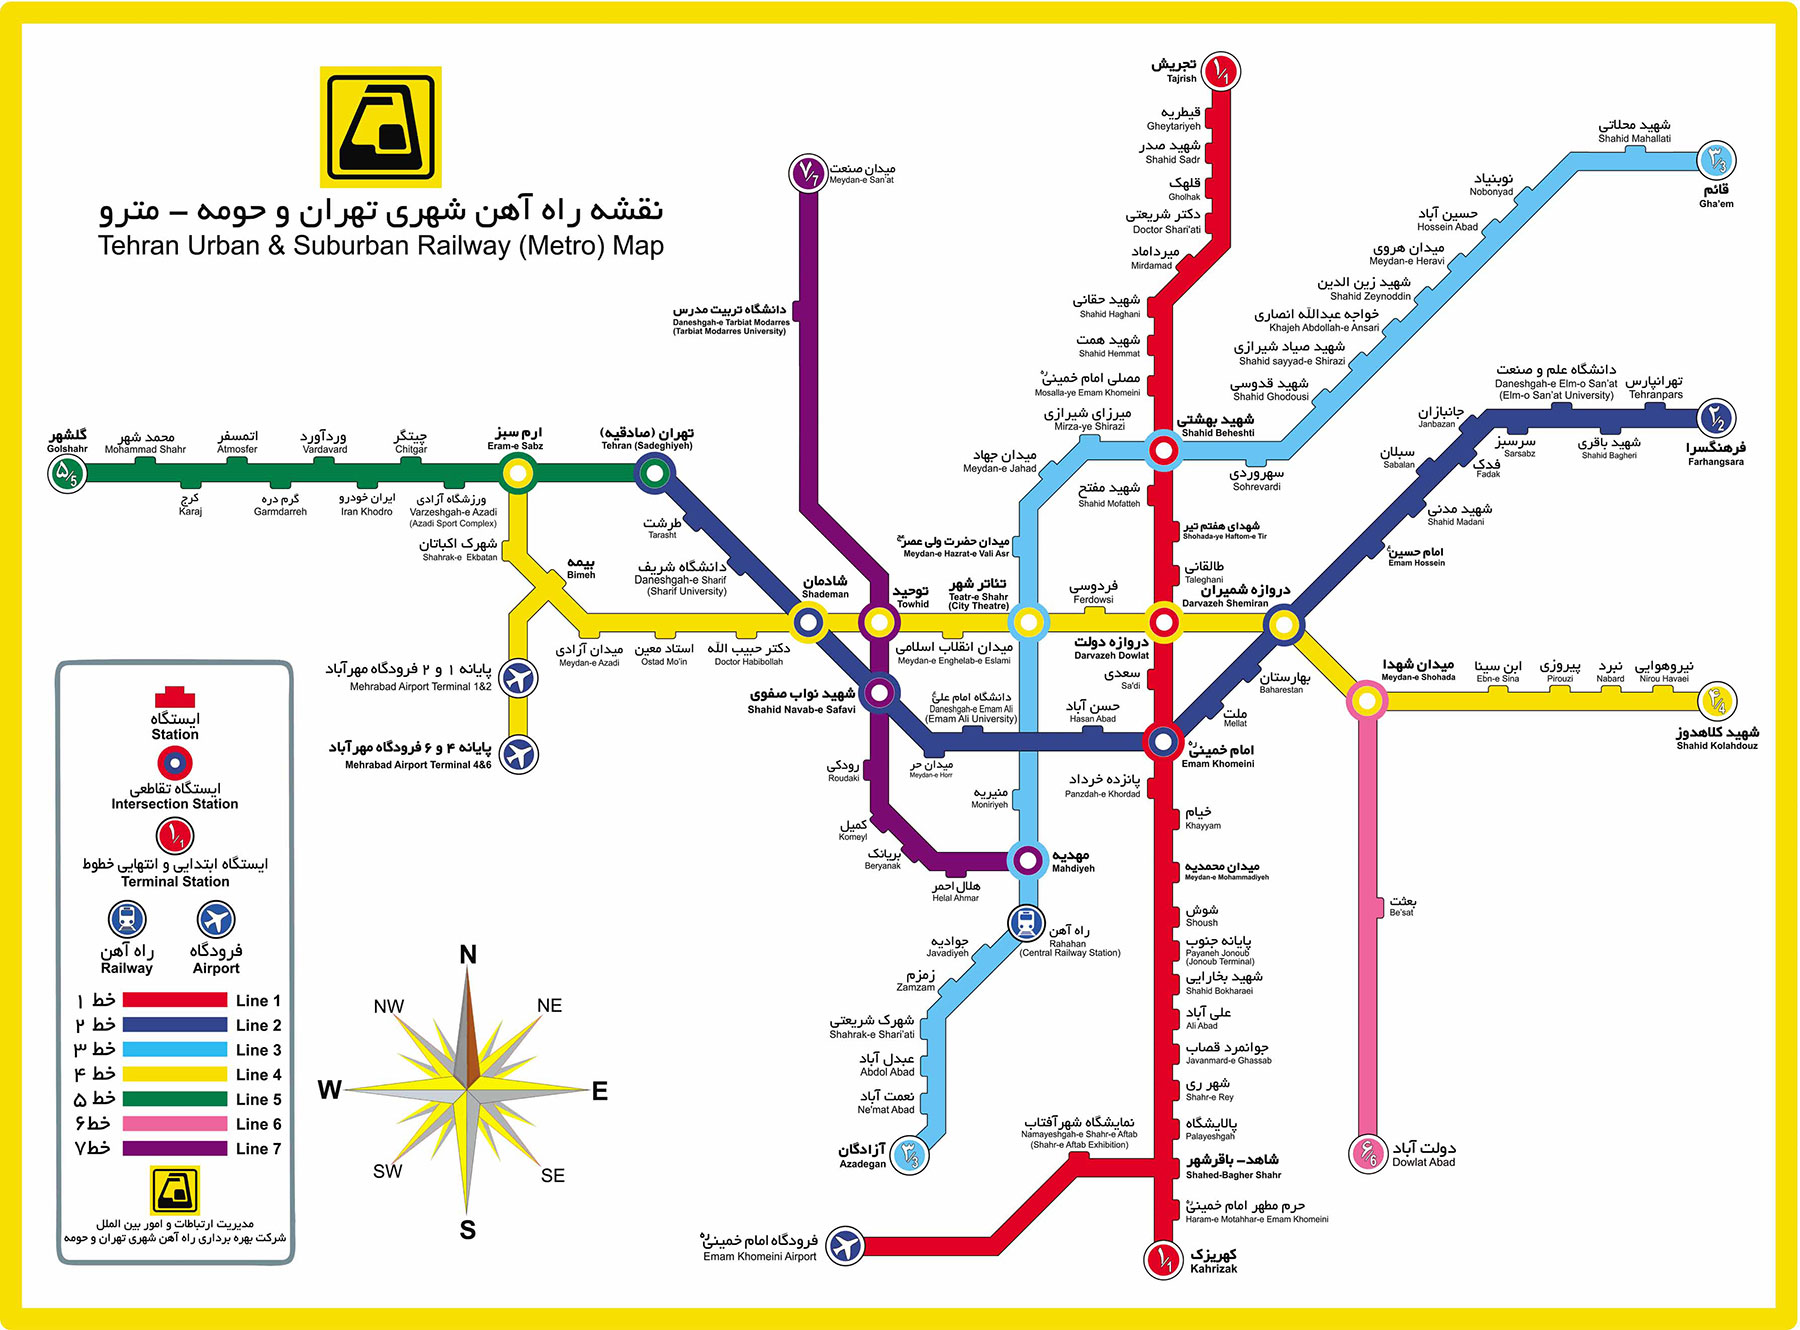 نقشه راه آهن شهری تهران و حومه - مترو
Tehran Urban & Suburban Railway (Metro) Map
تجریش
Tajrish
۱/1
قیطریه
Gheytariyeh
شهید صدر
Shahid Sadr
قلهک
Gholhak
دکتر شریعتی
Doctor Shari'ati
میرداماد
Mirdamad
شهید حقانی
Shahid Haghani
شهید همت
Shahid Hemmat
مصلی امام خمینی(ره)
Mosalla-ye Emam Khomeini
شهید بهشتی
Shahid Beheshti
شهید مفتح
Shahid Mofatteh
شهدای هفتم تیر
Shohada-ye Haftom-e Tir
طالقانی
Taleghani
دروازه دولت
Darvazeh Dowlat
سعدی
Sa'di
امام خمینی(ره)
Emam Khomeini
پانزده خرداد
Panzdah-e Khordad
خیام
Khayyam
میدان محمدیه
Meydan-e Mohammadiyeh
شوش
Shoush
پایانه جنوب
Payaneh Jonoub
(Jonoub Terminal)
شهید بخارایی
Shahid Bokharaei
علی آباد
Ali Abad
جوانمرد قصاب
Javanmard-e Ghassab
شهر ری
Shahr-e Rey
پالایشگاه
Palayeshgah
شاهد- باقرشهر
Shahed-Bagher Shahr
حرم مطهر امام خمینی(ره)
Haram-e Motahhar-e Emam Khomeini
کهریزک
Kahrizak
۱/1
نمایشگاه شهرآفتاب
Namayeshgah-e Shahr-e Aftab
(Shahr-e Aftab Exhibition)
فرودگاه امام خمینی(ره)
Emam Khomeini Airport
شهید محلاتی
Shahid Mahallati
۳/3
قائم
Gha'em
نوبنیاد
Nobonyad
حسین آباد
Hossein Abad
میدان هروی
Meydan-e Heravi
شهید زین الدین
Shahid Zeynoddin
خواجه عبدالله انصاری
Khajeh Abdollah-e Ansari
شهید صیاد شیرازی
Shahid sayyad-e Shirazi
شهید قدوسی
Shahid Ghodousi
سهروردی
Sohrevardi
میرزای شیرازی
Mirza-ye Shirazi
میدان جهاد
Meydan-e Jahad
میدان حضرت ولی عصر(عج)
Meydan-e Hazrat-e Vali Asr
تئاتر شهر
Teatr-e Shahr
(City Theatre)
منیریه
Moniriyeh
مهدیه
Mahdiyeh
راه آهن
Rahahan
(Central Railway Station)
جوادیه
Javadiyeh
زمزم
Zamzam
شهرک شریعتی
Shahrak-e Shari'ati
عبدل آباد
Abdol Abad
نعمت آباد
Ne'mat Abad
آزادگان
Azadegan
۳/3
میدان صنعت
Meydan-e San'at
۷/7
دانشگاه تربیت مدرس
Daneshgah-e Tarbiat Modarres
(Tarbiat Modarres University)
توحید
Towhid
شهید نواب صفوی
Shahid Navab-e Safavi
رودکی
Roudaki
کمیل
Komeyl
بریانک
Beryanak
هلال احمر
Helal Ahmar
گلشهر
Golshahr
۵/5
محمد شهر
Mohammad Shahr
کرج
Karaj
اتمسفر
Atmosfer
گرم دره
Garmdarreh
وردآورد
Vardavard
ایران خودرو
Iran Khodro
چیتگر
Chitgar
ورزشگاه آزادی
Varzeshgah-e Azadi
(Azadi Sport Complex)
ارم سبز
Eram-e Sabz
تهران (صادقیه)
Tehran (Sadeghiyeh)
طرشت
Tarasht
دانشگاه شریف
Daneshgah-e Sharif
(Sharif University)
شادمان
Shademan
میدان حر
Meydan-e Horr
دانشگاه امام علی(ع)
Daneshgah-e Emam Ali
(Emam Ali University)
حسن آباد
Hasan Abad
ملت
Mellat
بهارستان
Baharestan
دروازه شمیران
Darvazeh Shemiran
امام حسین(ع)
Emam Hossein
شهید مدنی
Shahid Madani
سبلان
Sabalan
فدک
Fadak
جانبازان
Janbazan
سرسبز
Sarsabz
دانشگاه علم و صنعت
Daneshgah-e Elm-o San'at
(Elm-o San'at University)
شهید باقری
Shahid Bagheri
تهرانپارس
Tehranpars
۲/2
فرهنگسرا
Farhangsara
شهرک اکباتان
Shahrak-e Ekbatan
بیمه
Bimeh
پایانه ۱ و ۲ فرودگاه مهرآباد
Mehrabad Airport Terminal 1&2
پایانه ۴ و ۶ فرودگاه مهرآباد
Mehrabad Airport Terminal 4&6
میدان آزادی
Meydan-e Azadi
استاد معین
Ostad Mo'in
دکتر حبیب الله
Doctor Habibollah
میدان انقلاب اسلامی
Meydan-e Enghelab-e Eslami
فردوسی
Ferdowsi
میدان شهدا
Meydan-e Shohada
ابن سینا
Ebn-e Sina
پیروزی
Pirouzi
نبرد
Nabard
نیروهوایی
Nirou Havaei
۴/4
شهید کلاهدوز
Shahid Kolahdouz
بعثت
Be'sat
دولت آباد
Dowlat Abad
۶/6
ایستگاه
Station
ایستگاه تقاطعی
Intersection Station
۱/1
ایستگاه ابتدایی و انتهایی خطوط
Terminal Station
راه آهن
Railway
فرودگاه
Airport
خط ۱ Line 1
خط ۲ Line 2
خط ۳ Line 3
خط ۴ Line 4
خط ۵ Line 5
خط۶ Line 6
خط۷ Line 7
مدیریت ارتباطات و امور بین الملل
شرکت بهره برداری راه آهن شهری تهران و حومه
N
NW
NE
W
E
SW
SE
S